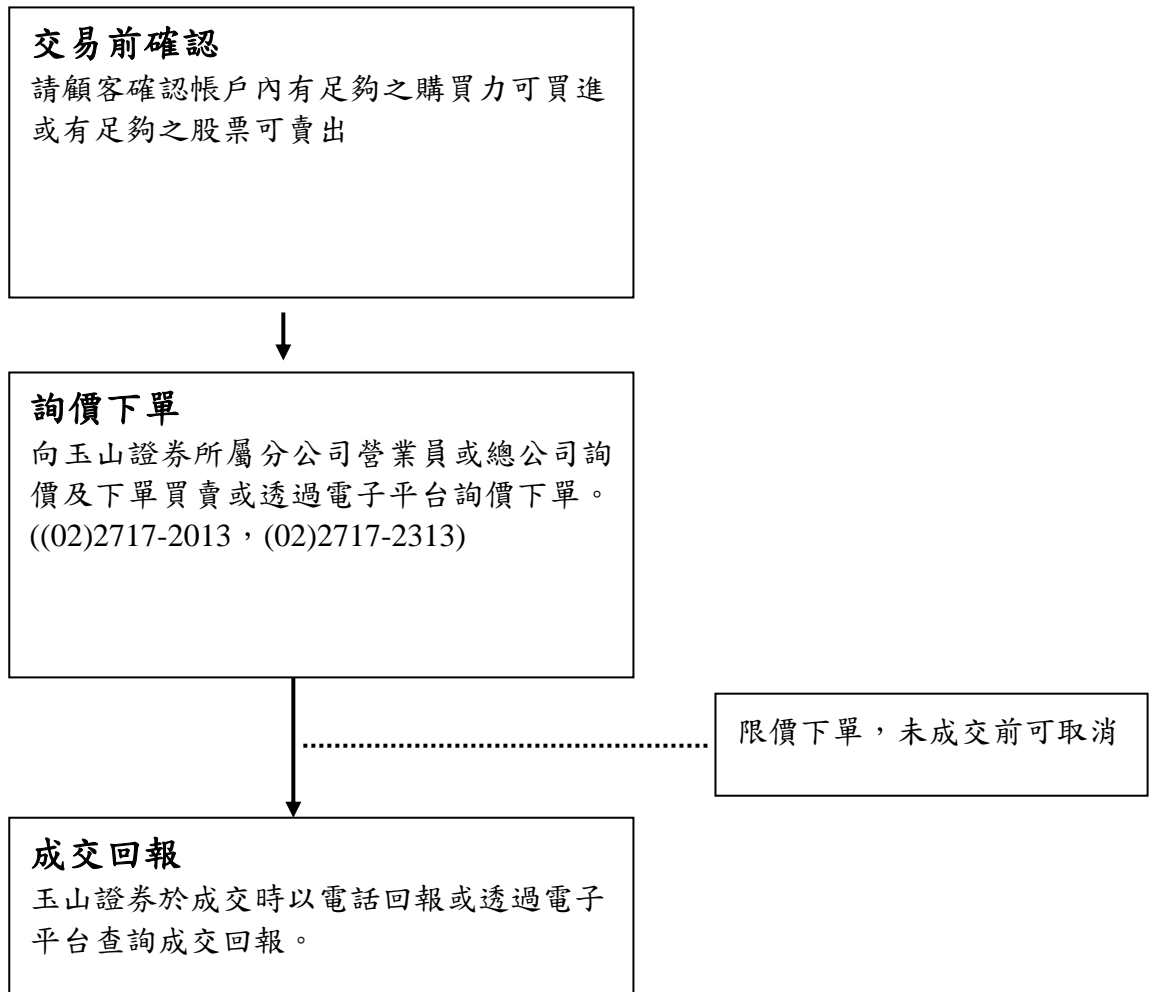 交易前確認
請顧客確認帳戶內有足夠之購買力可買進
或有足夠之股票可賣出
詢價下單
向玉山證券所屬分公司營業員或總公司詢
價及下單買賣或透過電子平台詢價下單。
((02)2717-2013，(02)2717-2313)
限價下單，未成交前可取消
成交回報
玉山證券於成交時以電話回報或透過電子
平台查詢成交回報。